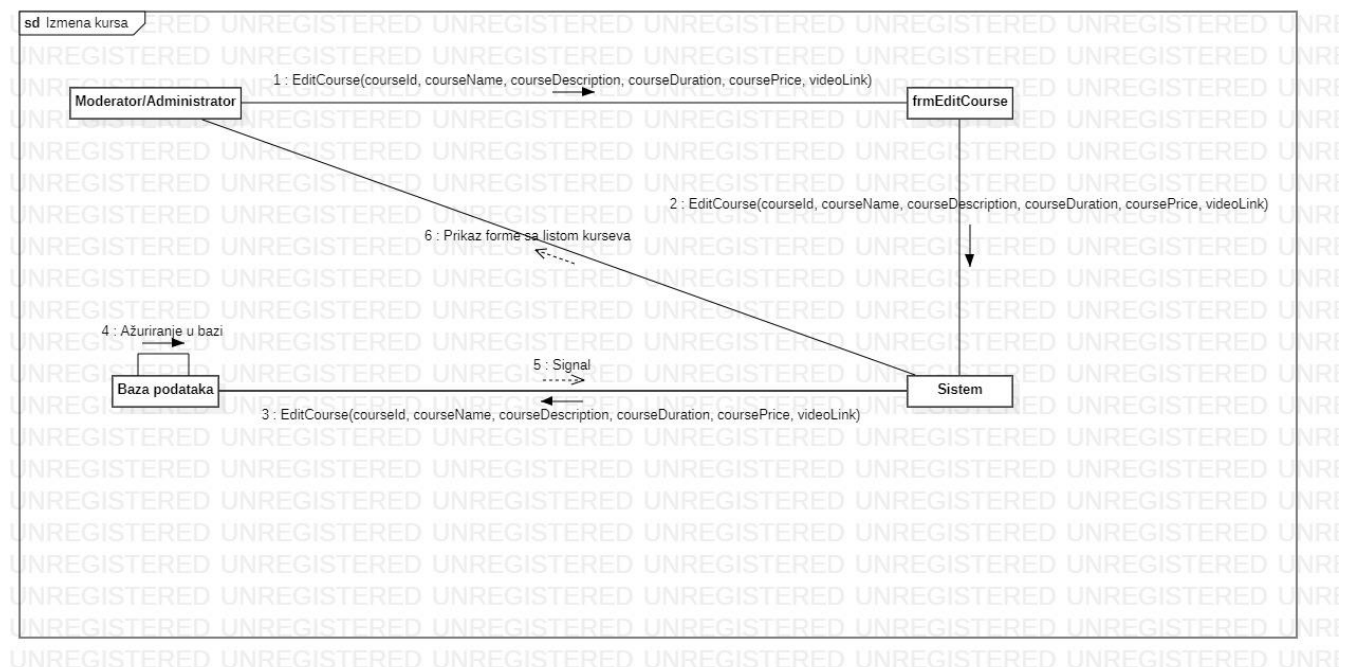 sd Izmena kursa
1 : EditCourse(courseId, courseName, courseDescription, courseDuration, coursePrice, videoLink)
Moderator/Administrator
frmEditCourse
2 : EditCourse(courseId, courseName, courseDescription, courseDuration, coursePrice, videoLink)
6 : Prikaz forme sa listom kurseva
4 : Ažuriranje u bazi
5 : Signal
Baza podataka
Sistem
3 : EditCourse(courseId, courseName, courseDescription, courseDuration, coursePrice, videoLink)
UNREGISTERED